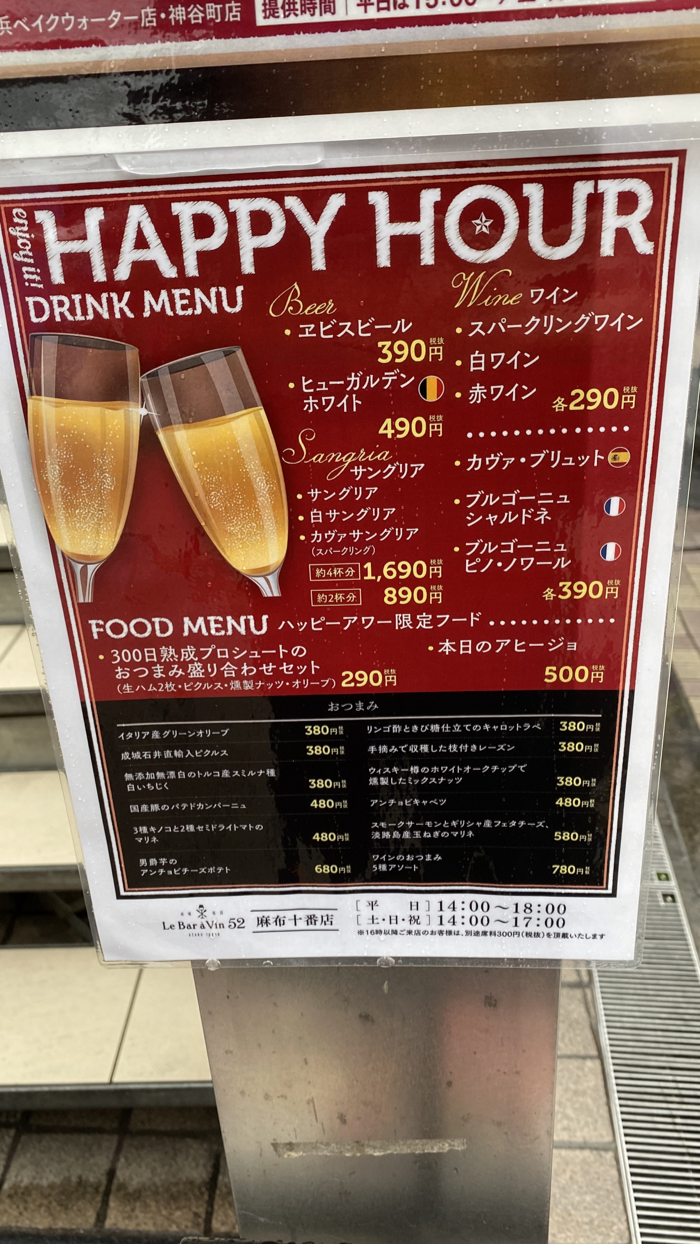 浜ベイクウォーター店・神谷町店
提供時間
平日は15:00
enjoy it!
HAPPY HOUR
DRINK MENU
Beer
・ヱビスビール
390円税抜
・ヒューガルデン
ホワイト
490円税抜
Sangria
サングリア
・サングリア
・白サングリア
・カヴァサングリア
(スパークリング)
約4杯分 1,690円税抜
約2杯分 890円税抜
Wine ワイン
・スパークリングワイン
・白ワイン
・赤ワイン
各290円税抜
・カヴァ・ブリュット
・ブルゴーニュ
シャルドネ
・ブルゴーニュ
ピノ・ノワール
各390円税抜
FOOD MENU ハッピーアワー限定フード
・300日熟成プロシュートの
おつまみ盛り合わせセット
(生ハム2枚・ピクルス・燻製ナッツ・オリーブ) 290円税抜
・本日のアヒージョ
500円税抜
おつまみ
イタリア産グリーンオリーブ 380円税抜
成城石井直輸入ピクルス 380円税抜
無添加無漂白のトルコ産スミルナ種
白いちじく 380円税抜
国産豚のパテドカンパーニュ 480円税抜
3種キノコと2種セミドライトマトの
マリネ 480円税抜
男爵芋の
アンチョビチーズポテト 680円税抜
リンゴ酢ときび糖仕立てのキャロットラペ 380円税抜
手摘みで収穫した枝付きレーズン 380円税抜
ウィスキー樽のホワイトオークチップで
燻製したミックスナッツ 380円税抜
アンチョビキャベツ 480円税抜
スモークサーモンとギリシャ産フェタチーズ、
淡路島産玉ねぎのマリネ 580円税抜
ワインのおつまみ
5種アソート 780円税抜
Le Bar à Vin 52 麻布十番店
[平 日] 14:00〜18:00
[土・日・祝] 14:00〜17:00
※16時以降ご来店のお客様は、別途席料300円(税抜)を頂戴いたします